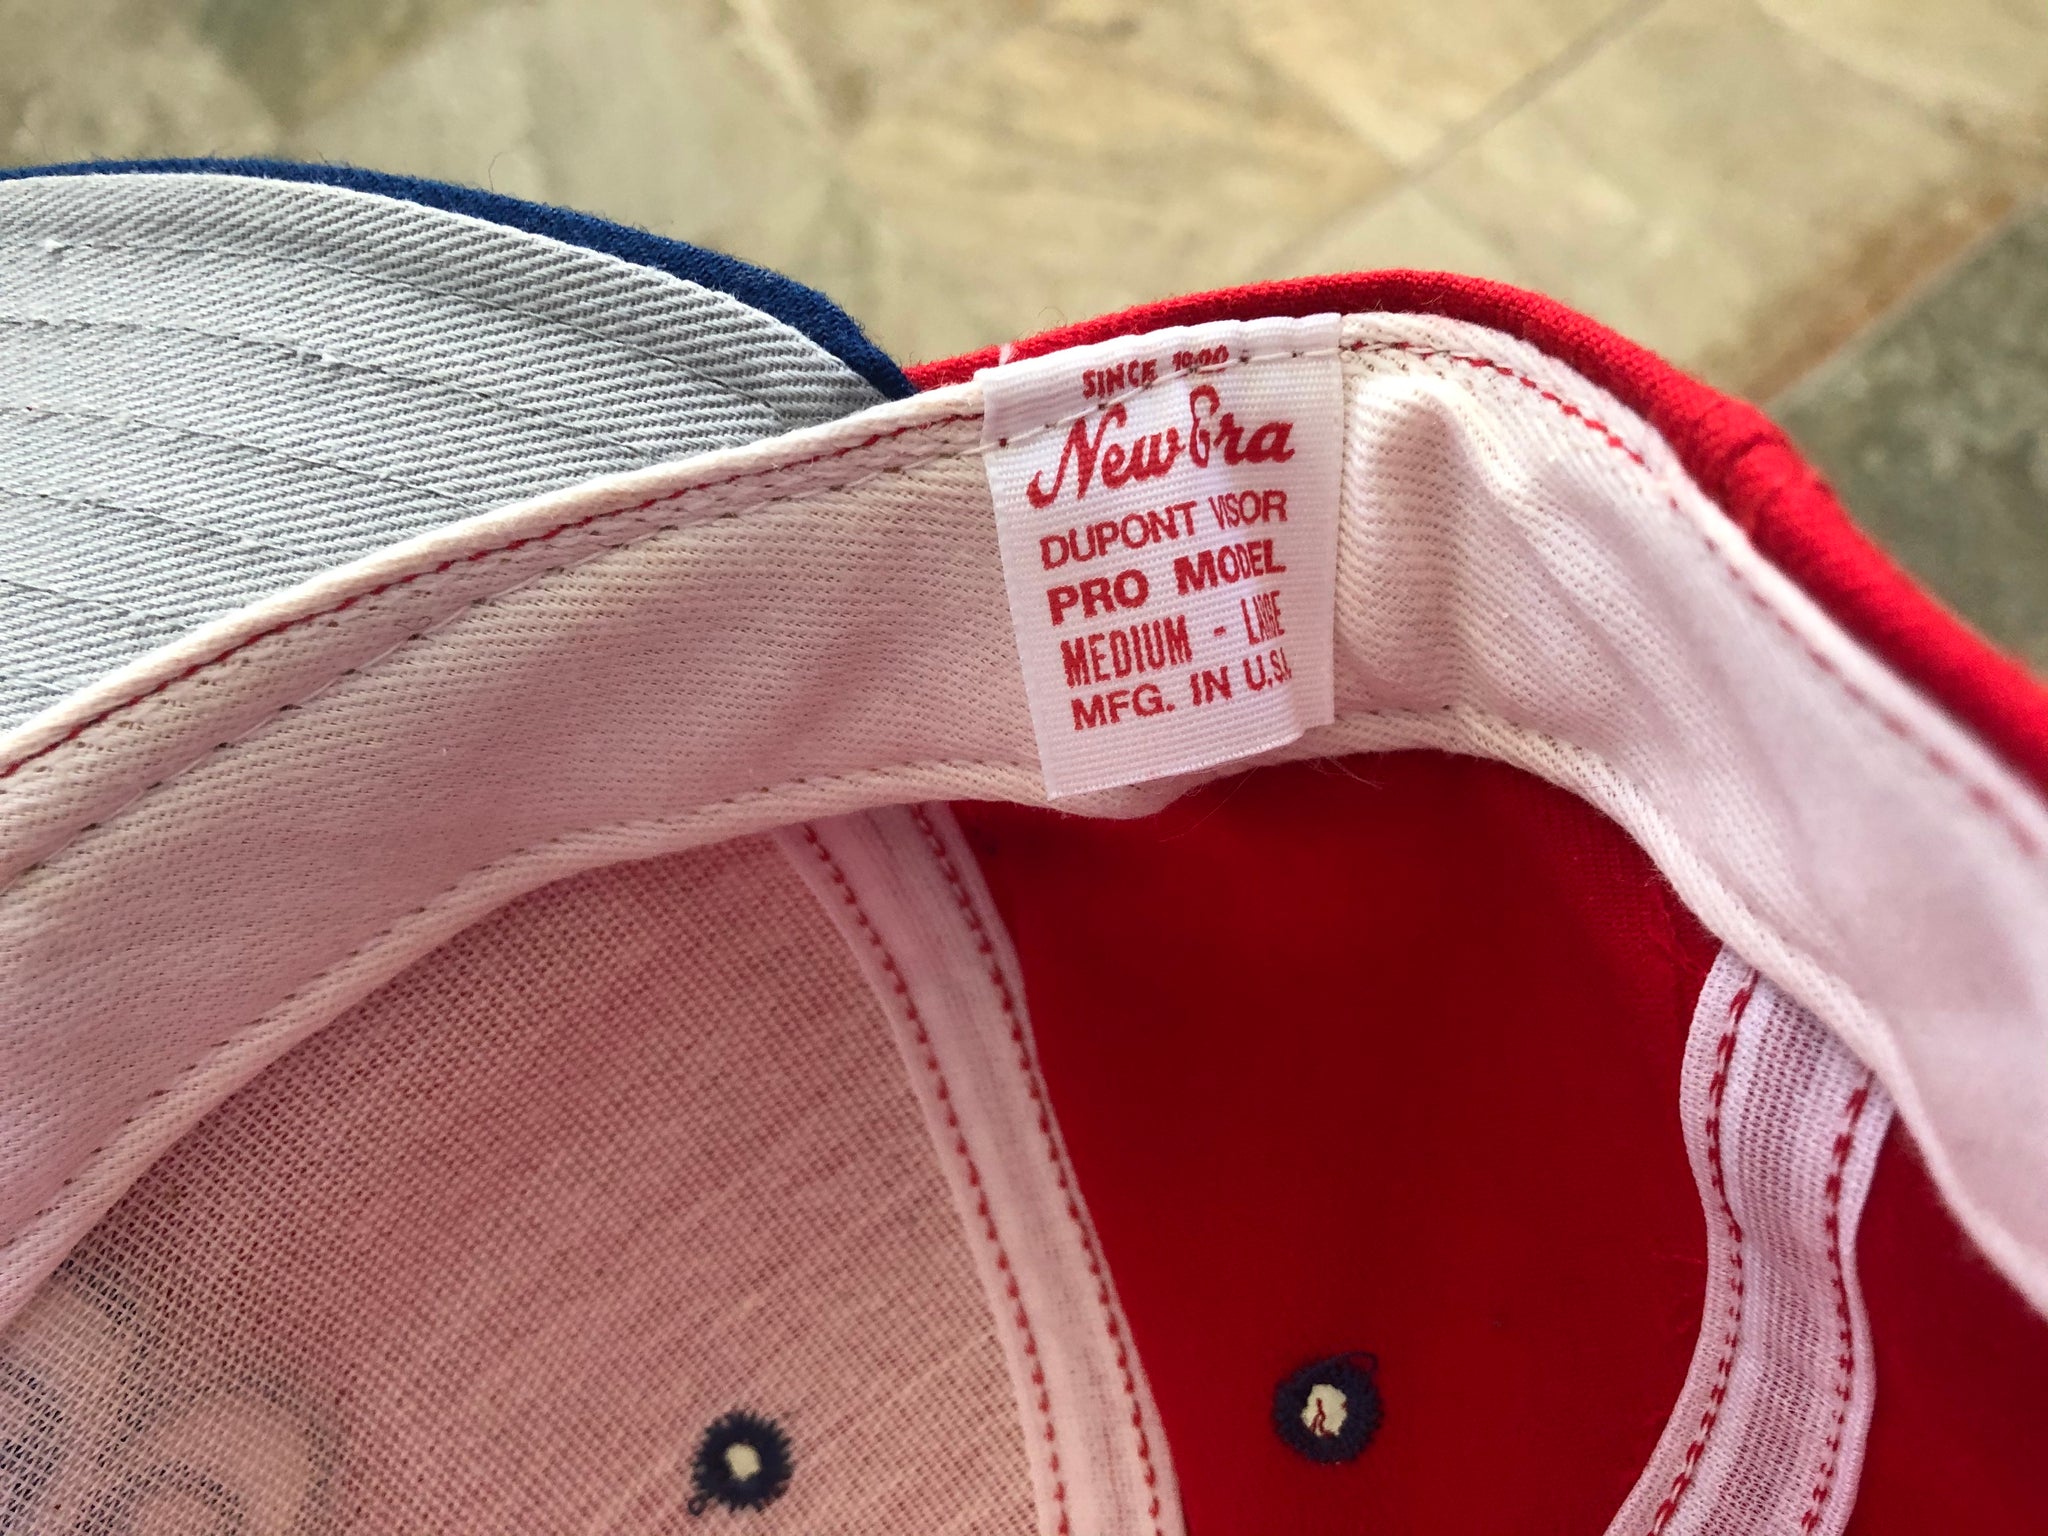 SINCE 1920
New Era
DUPONT VISOR
PRO MODEL
MEDIUM - LARGE
MFG. IN U.S.A